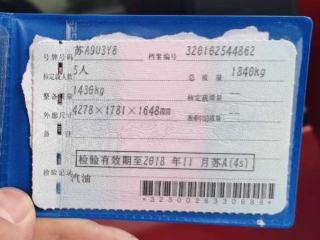 号牌号码 苏A9U3Y8 档案编号 320102544862
核定载人数 5人 总质量 1840kg
整备质量 1430kg 核定载质量 --
外廓尺寸 4278×1781×1648mm 准牵引总质量 --
备注
检验有效期至2018年11月苏A(4s)
检验记录 汽油